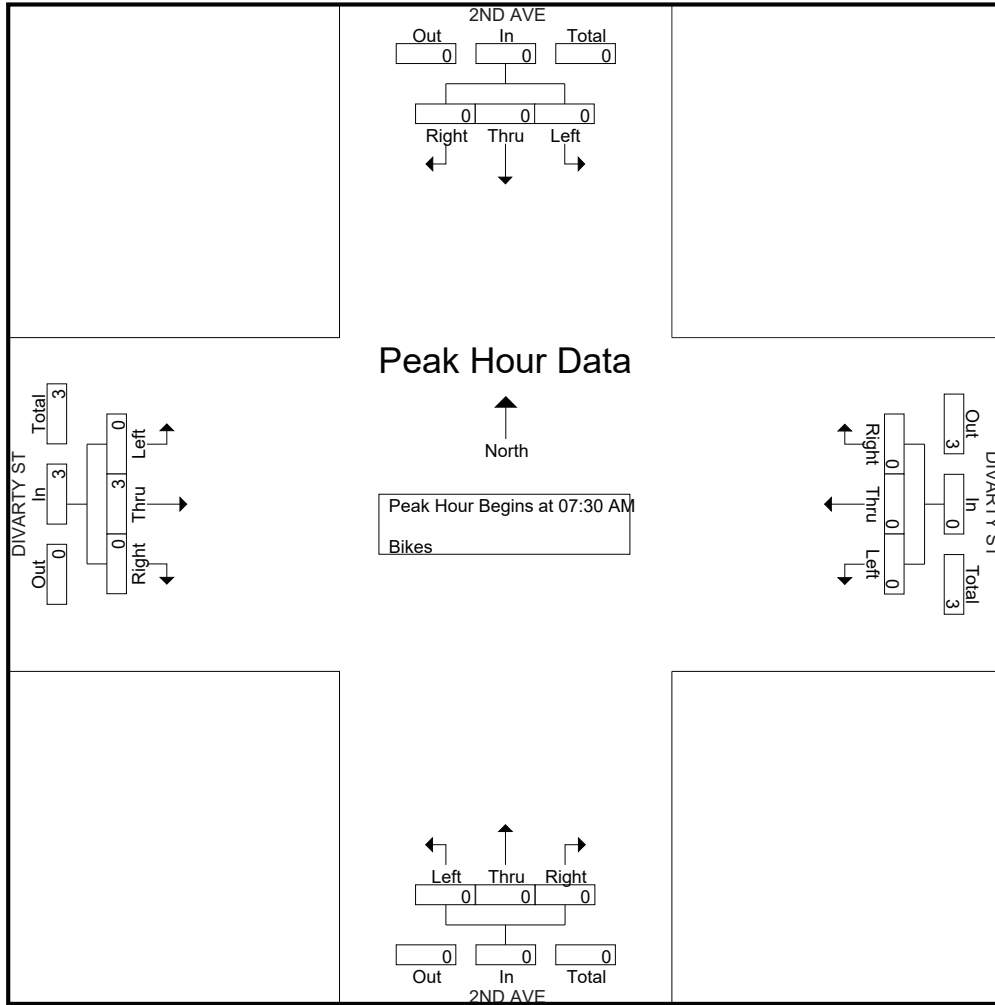 2ND AVE
Out In Total
0 0 0
0 0 0
Right Thru Left
Peak Hour Data
North
Peak Hour Begins at 07:30 AM
Bikes
DIVARTY ST
Out In Total
0 3 3
Right Thru Left
0 3 0
DIVARTY ST
Out In Total
3 0 3
Right Thru Left
0 0 0
Left Thru Right
0 0 0
0 0 0
Out In Total
2ND AVE